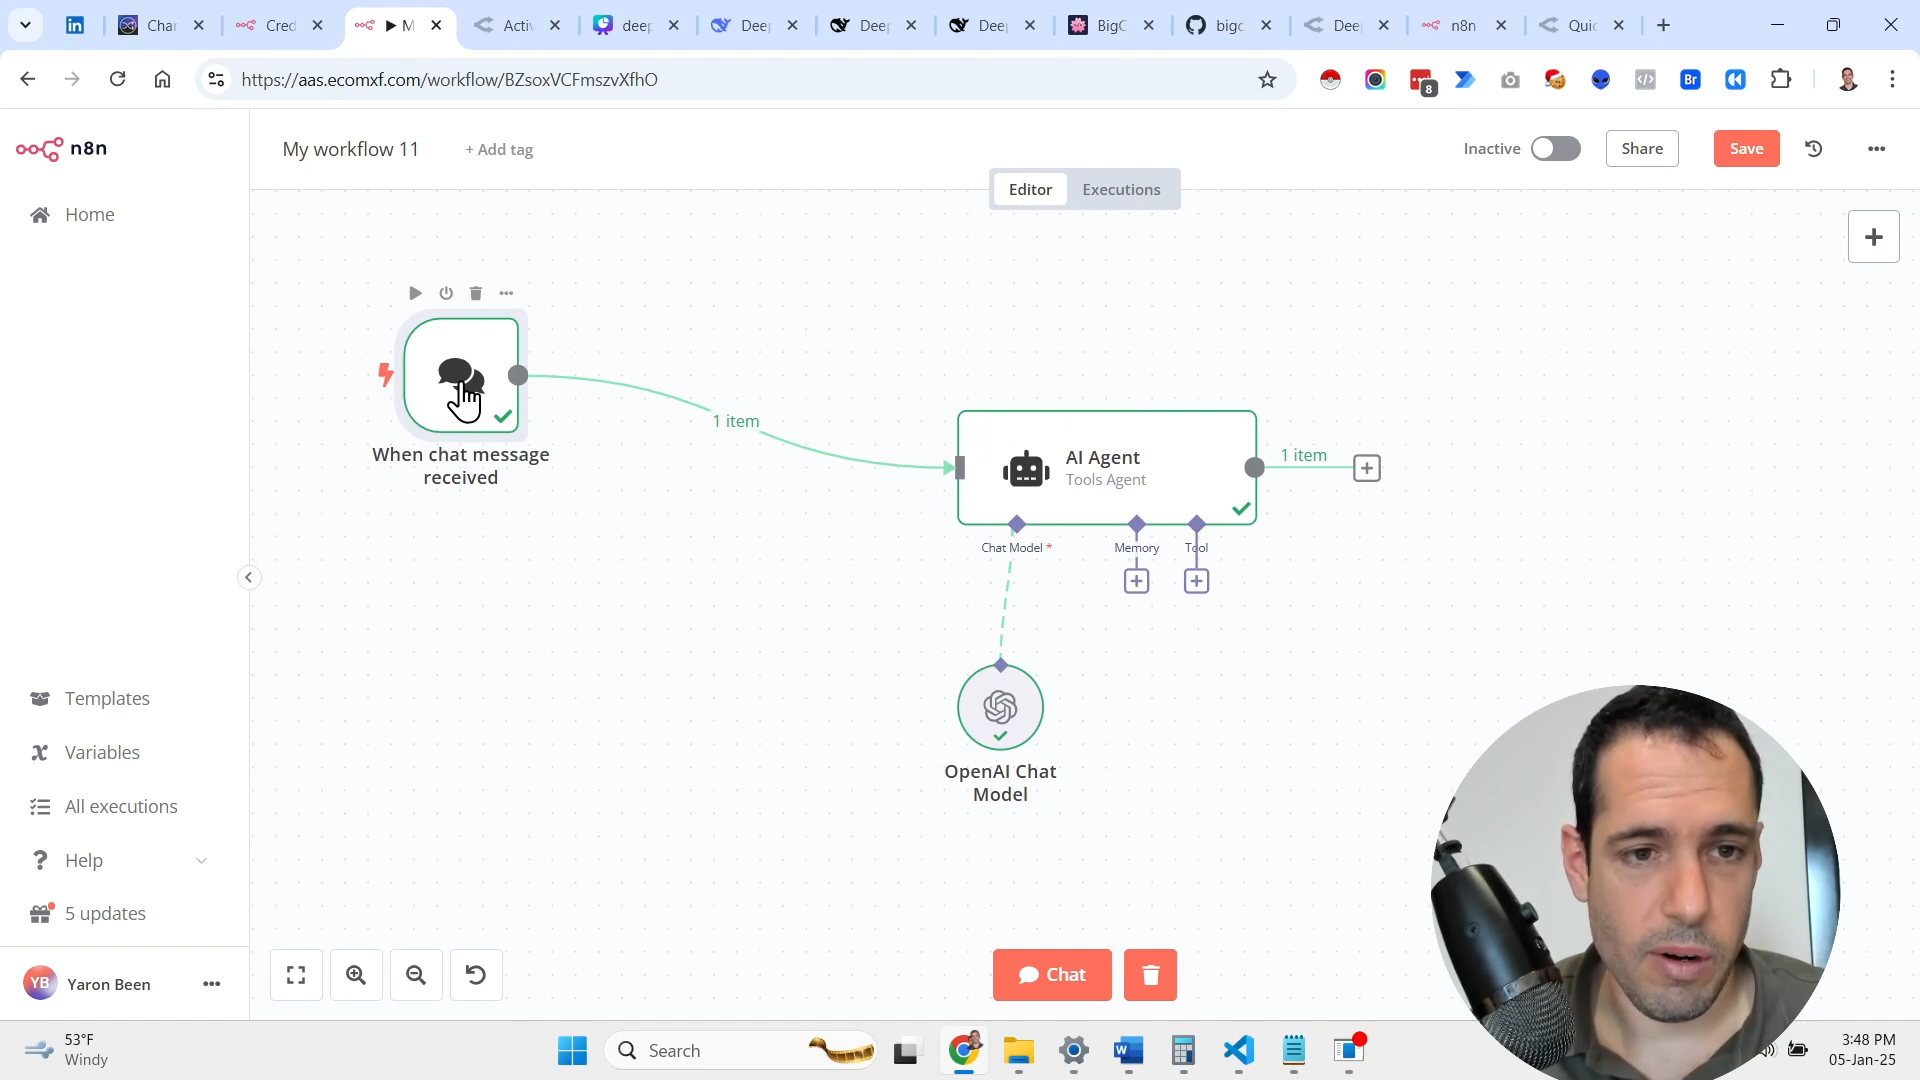 Char
Cred
M
Activ
deep
Deep
Deep
Deep
BigC
bigc
Deep
n8n
Quic
https://aas.ecomxf.com/workflow/BZsoxVCFmszvXfhO
8
Br
n8n
My workflow 11
+ Add tag
Inactive
Share
Save
Editor
Executions
Home
1 item
When chat message
received
AI Agent
Tools Agent
1 item
Chat Model *
Memory
Tool
OpenAI Chat
Model
Templates
Variables
All executions
Help
5 updates
YB
Yaron Been
Chat
53°F
Windy
Search
3:48 PM
05-Jan-25